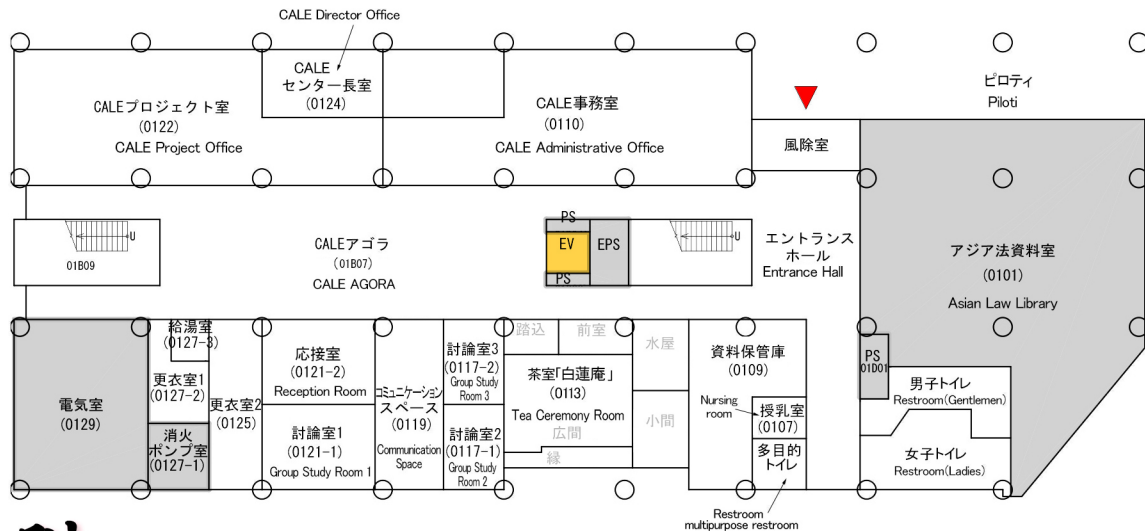 CALE Director Office
CALE
センター長室
(0124)
CALEプロジェクト室
(0122)
CALE Project Office
CALE事務室
(0110)
CALE Administrative Office
ピロティ
Piloti
風除室
U
01B09
CALEアゴラ
(01B07)
CALE AGORA
PS
EV
EPS
PS
U
エントランス
ホール
Entrance Hall
アジア法資料室
(0101)
Asian Law Library
電気室
(0129)
給湯室
(0127-3)
更衣室1
(0127-2)
消火
ポンプ室
(0127-1)
更衣室2
(0125)
応接室
(0121-2)
Reception Room
討論室1
(0121-1)
Group Study Room 1
コミュニケーション
スペース
(0119)
Communication
Space
討論室3
(0117-2)
Group Study
Room 3
討論室2
(0117-1)
Group Study
Room 2
踏込
前室
水屋
茶室「白蓮庵」
(0113)
Tea Ceremony Room
広間
縁
小間
資料保管庫
(0109)
Nursing
room
授乳室
(0107)
多目的
トイレ
Restroom
multipurpose restroom
PS
01D01
男子トイレ
Restroom(Gentlemen)
女子トイレ
Restroom(Ladies)